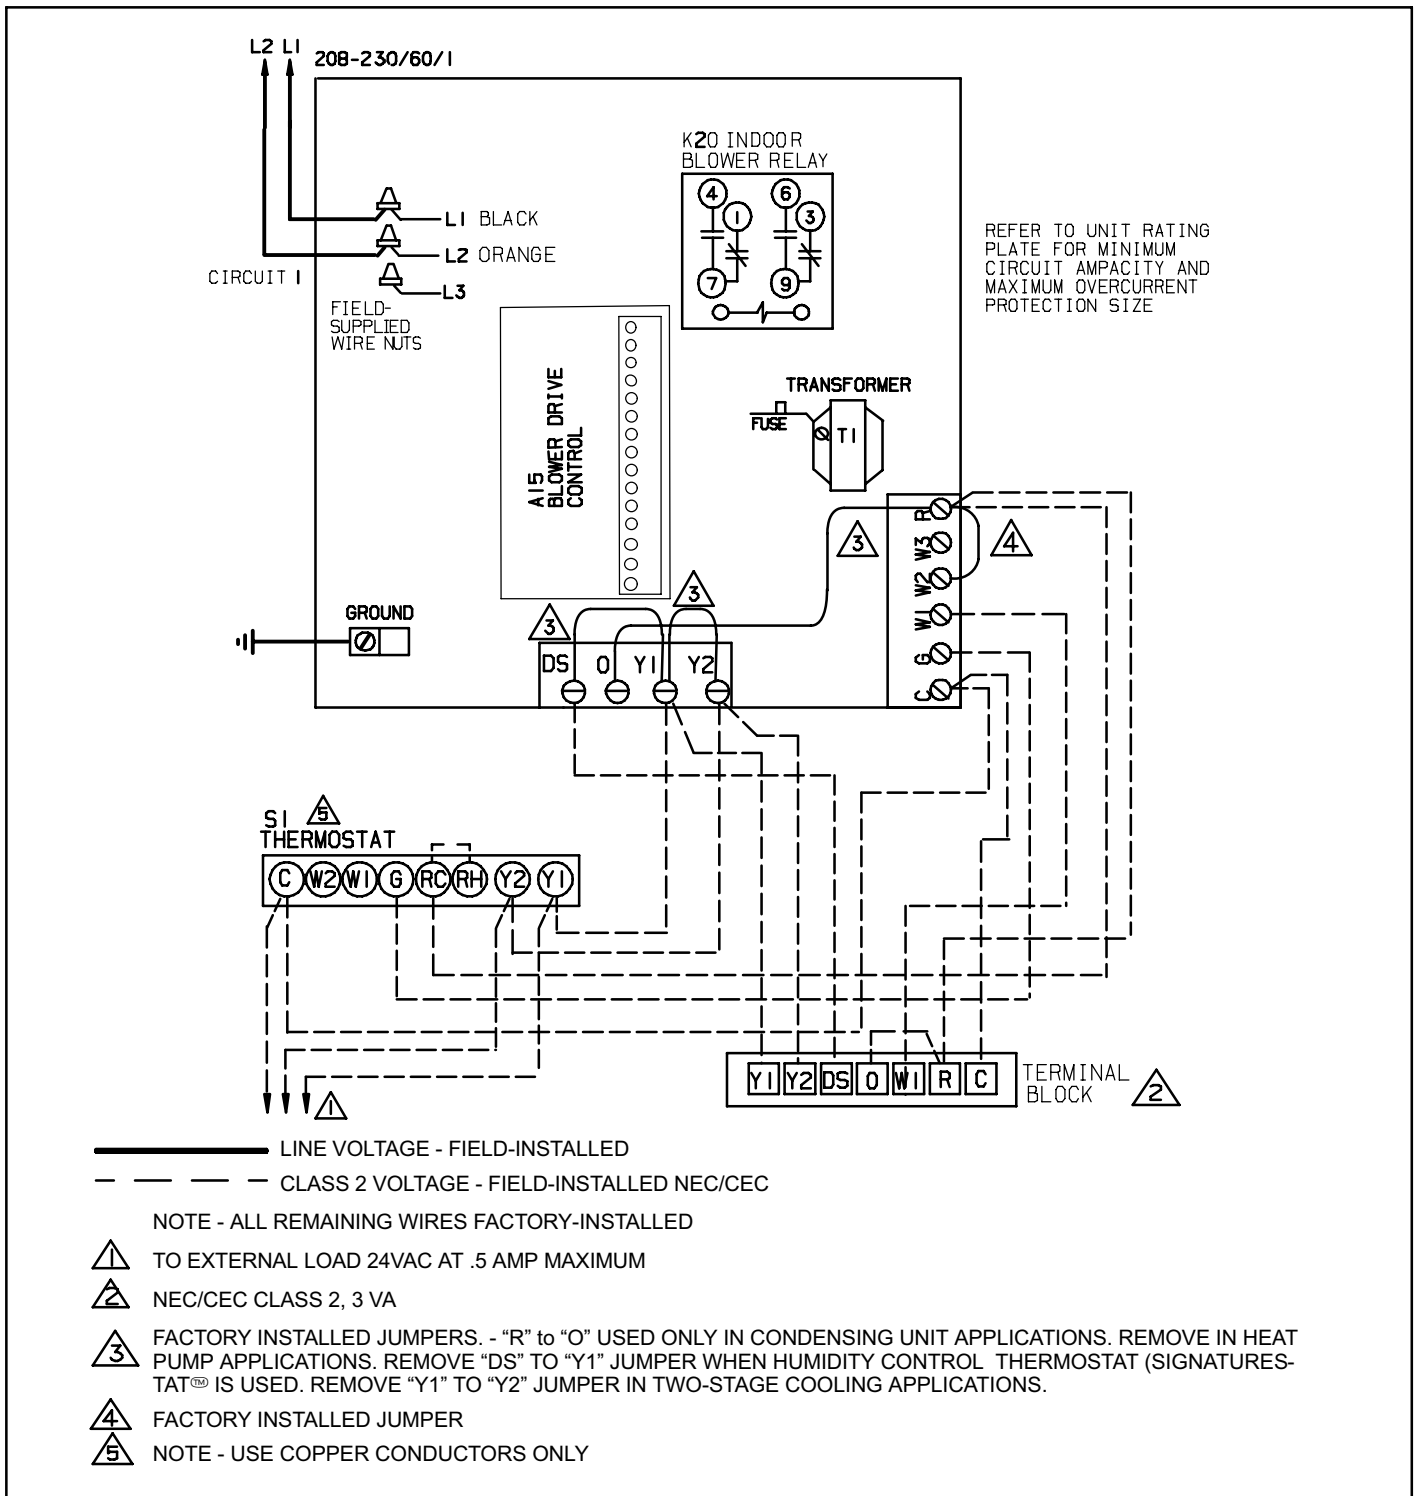 L2 L1
208-230/60/1
K20 INDOOR
BLOWER RELAY
4
6
1
3
7
9
L1 BLACK
L2 ORANGE
CIRCUIT 1
L3
FIELD-
SUPPLIED
WIRE NUTS
REFER TO UNIT RATING
PLATE FOR MINIMUM
CIRCUIT AMPACITY AND
MAXIMUM OVERCURRENT
PROTECTION SIZE
A15
BLOWER DRIVE
CONTROL
TRANSFORMER
FUSE
T1
R
W3
W2
W1
G
C
3
4
3
3
GROUND
DS O Y1 Y2
S1
5
THERMOSTAT
C W2 W1 G RC RH Y2 Y1
1
Y1 Y2 DS O W1 R C
TERMINAL
BLOCK
2
LINE VOLTAGE - FIELD-INSTALLED
CLASS 2 VOLTAGE - FIELD-INSTALLED NEC/CEC
NOTE - ALL REMAINING WIRES FACTORY-INSTALLED
1 TO EXTERNAL LOAD 24VAC AT .5 AMP MAXIMUM
2 NEC/CEC CLASS 2, 3 VA
3 FACTORY INSTALLED JUMPERS. - “R” to “O” USED ONLY IN CONDENSING UNIT APPLICATIONS. REMOVE IN HEAT
PUMP APPLICATIONS. REMOVE “DS” TO “Y1” JUMPER WHEN HUMIDITY CONTROL THERMOSTAT (SIGNATURES-
TAT™ IS USED. REMOVE “Y1” TO “Y2” JUMPER IN TWO-STAGE COOLING APPLICATIONS.
4 FACTORY INSTALLED JUMPER
5 NOTE - USE COPPER CONDUCTORS ONLY